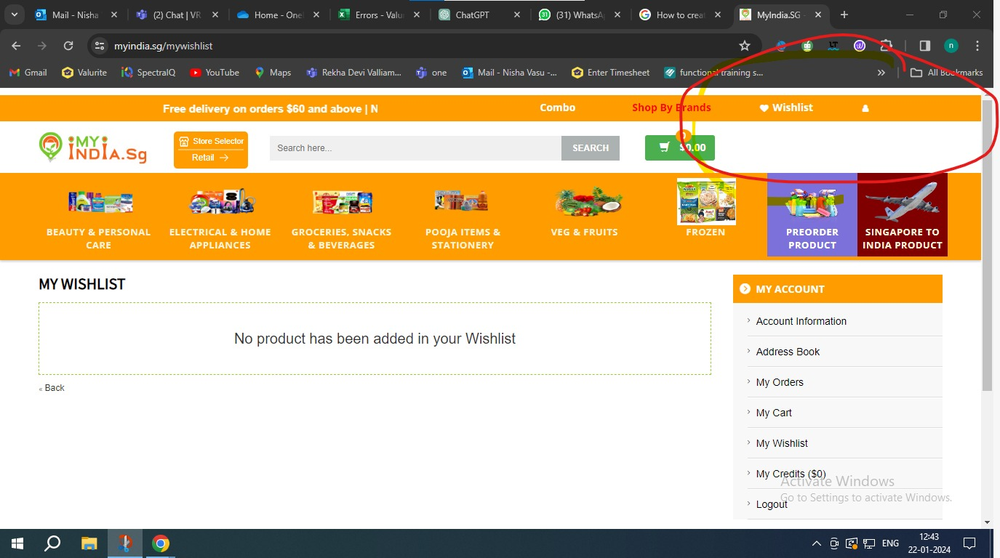 Mail - Nisha
(2) Chat | VR
Home - One
Errors - Valu
ChatGPT
(31) WhatsA
How to creat
MyIndia.SG -
myindia.sg/mywishlist
Gmail
Valurite
SpectralQ
YouTube
Maps
Rekha Devi Valliam...
one
Mail - Nisha Vasu -...
Enter Timesheet
functional training s...
»
All Bookmarks
Free delivery on orders $60 and above | N
Combo
Shop By Brands
Wishlist
MY INDIA.Sg
Store Selector
Retail →
Search here...
SEARCH
0
$0.00
BEAUTY & PERSONAL
CARE
ELECTRICAL & HOME
APPLIANCES
GROCERIES, SNACKS
& BEVERAGES
POOJA ITEMS &
STATIONERY
VEG & FRUITS
FROZEN
PREORDER
PRODUCT
SINGAPORE TO
INDIA PRODUCT
MY WISHLIST
No product has been added in your Wishlist
« Back
MY ACCOUNT
Account Information
Address Book
My Orders
My Cart
My Wishlist
My Credits ($0)
Logout
Activate Windows
Go to Settings to activate Windows.
ENG
12:43
22-01-2024